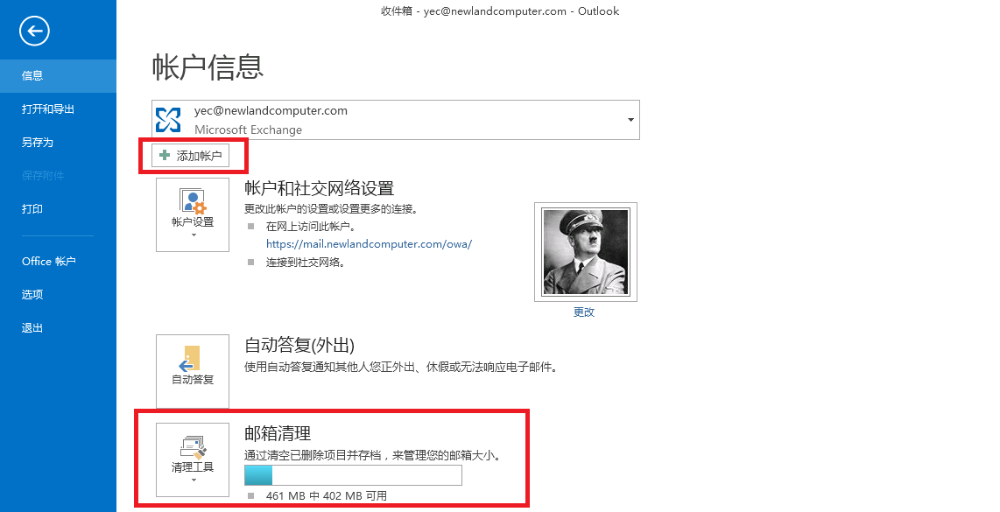 收件箱 - yec@newlandcomputer.com - Outlook
信息
打开和导出
另存为
保存附件
打印
Office 帐户
选项
退出
帐户信息
yec@newlandcomputer.com
Microsoft Exchange
添加帐户
帐户设置
帐户和社交网络设置
更改此帐户的设置或设置更多的连接。
在网上访问此帐户。
https://mail.newlandcomputer.com/owa/
连接到社交网络。
更改
自动答复
自动答复(外出)
使用自动答复通知其他人您正外出、休假或无法响应电子邮件。
清理工具
邮箱清理
通过清空已删除项目并存档，来管理您的邮箱大小。
461 MB 中 402 MB 可用